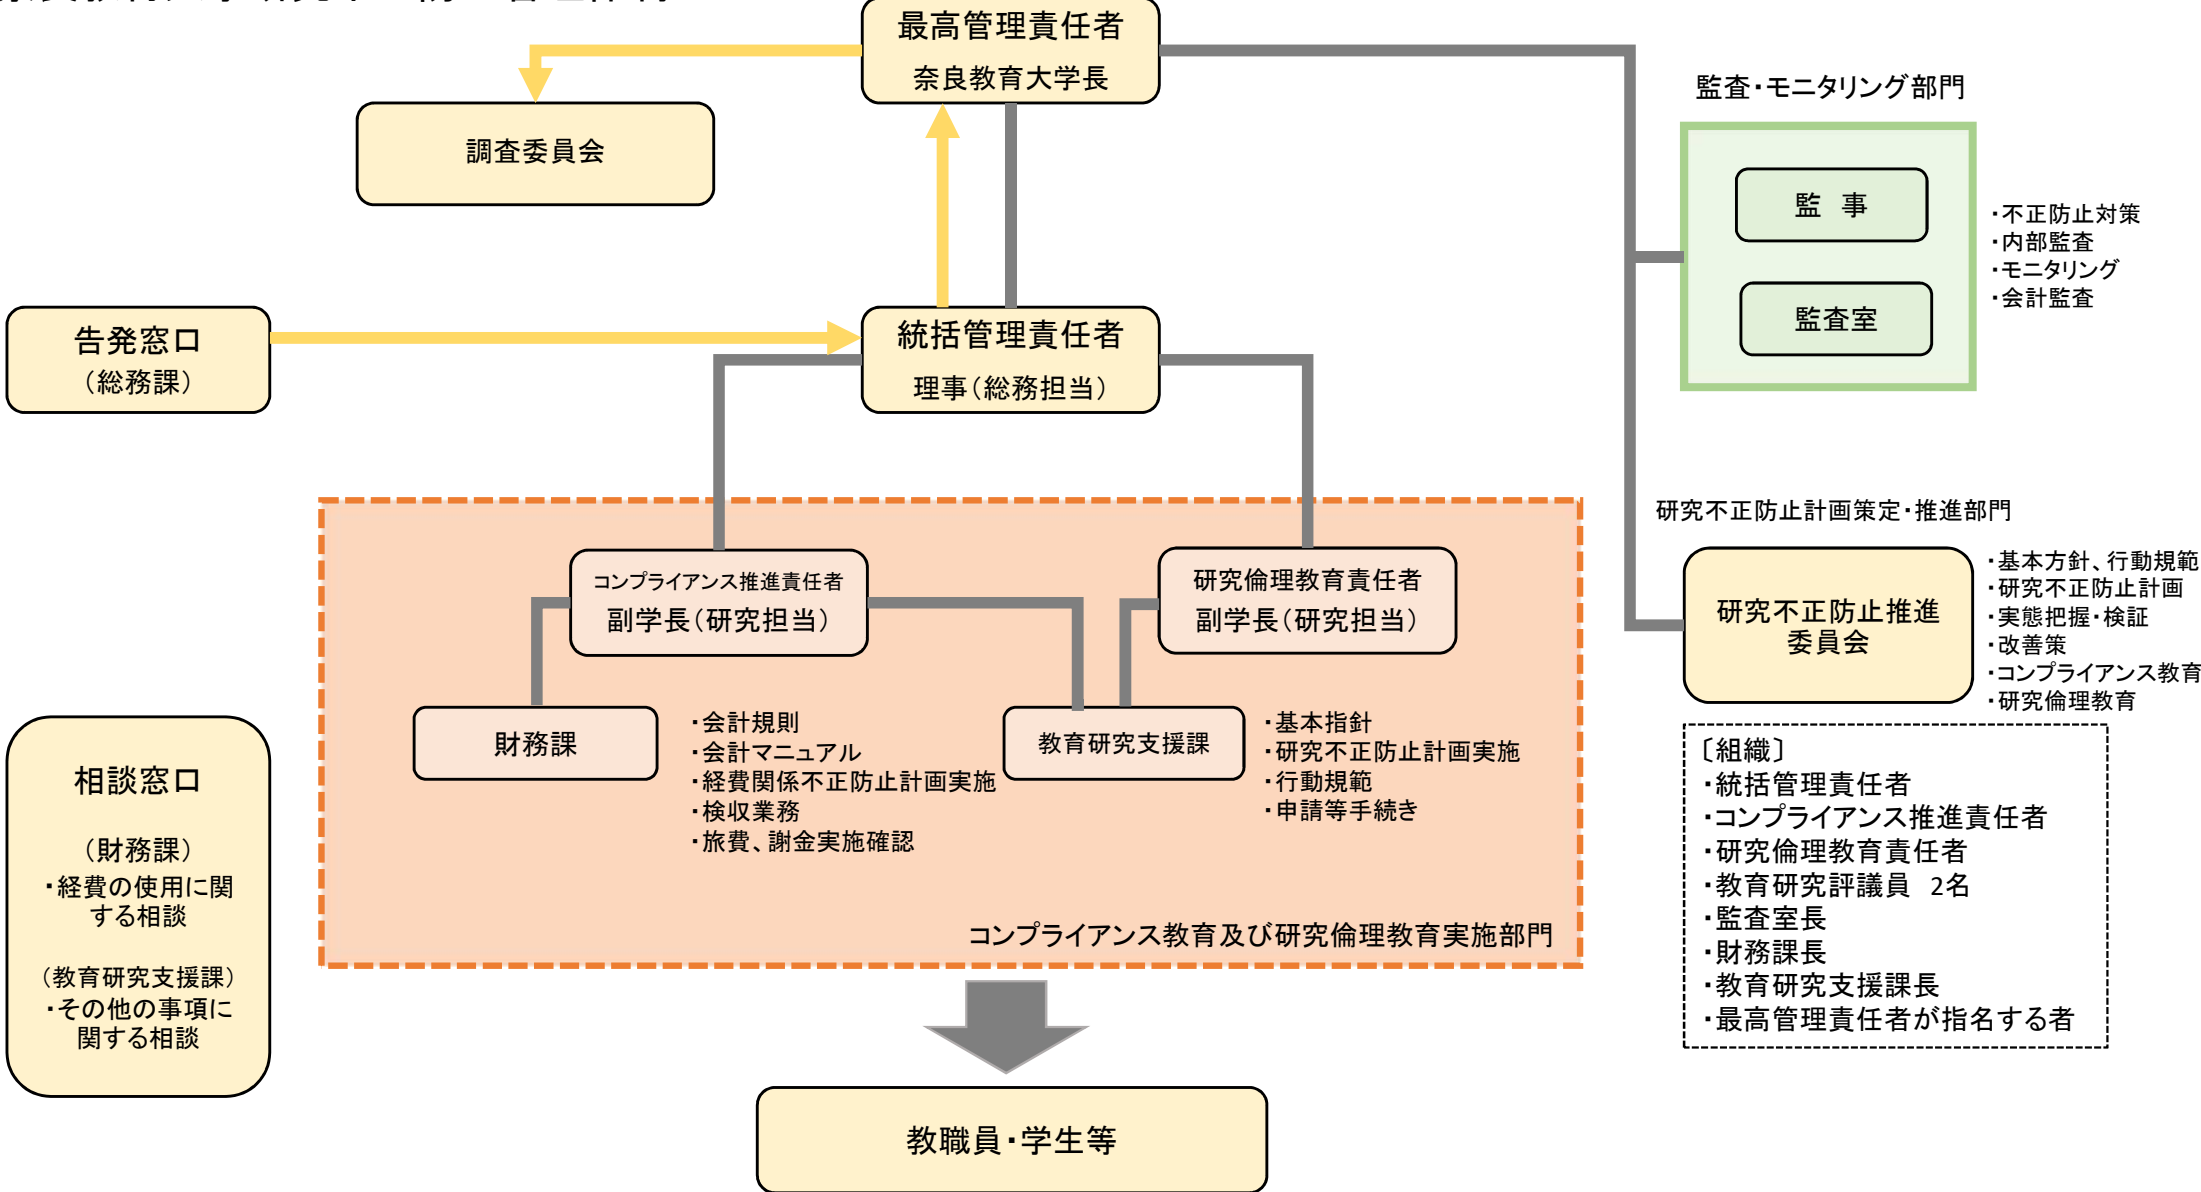 最高管理責任者
奈良教育大学長
調査委員会
監査・モニタリング部門
監　事
監査室
・不正防止対策
・内部監査
・モニタリング
・会計監査
告発窓口
（総務課）
統括管理責任者
理事（総務担当）
コンプライアンス推進責任者
副学長（研究担当）
研究倫理教育責任者
副学長（研究担当）
財務課
・会計規則
・会計マニュアル
・経費関係不正防止計画実施
・検収業務
・旅費、謝金実施確認
教育研究支援課
・基本指針
・研究不正防止計画実施
・行動規範
・申請等手続き
コンプライアンス教育及び研究倫理教育実施部門
研究不正防止計画策定・推進部門
研究不正防止推進
委員会
・基本方針、行動規範
・研究不正防止計画
・実態把握・検証
・改善策
・コンプライアンス教育
・研究倫理教育
〔組織〕
・統括管理責任者
・コンプライアンス推進責任者
・研究倫理教育責任者
・教育研究評議員　2名
・監査室長
・財務課長
・教育研究支援課長
・最高管理責任者が指名する者
相談窓口
（財務課）
・経費の使用に関
する相談
（教育研究支援課）
・その他の事項に
関する相談
教職員・学生等